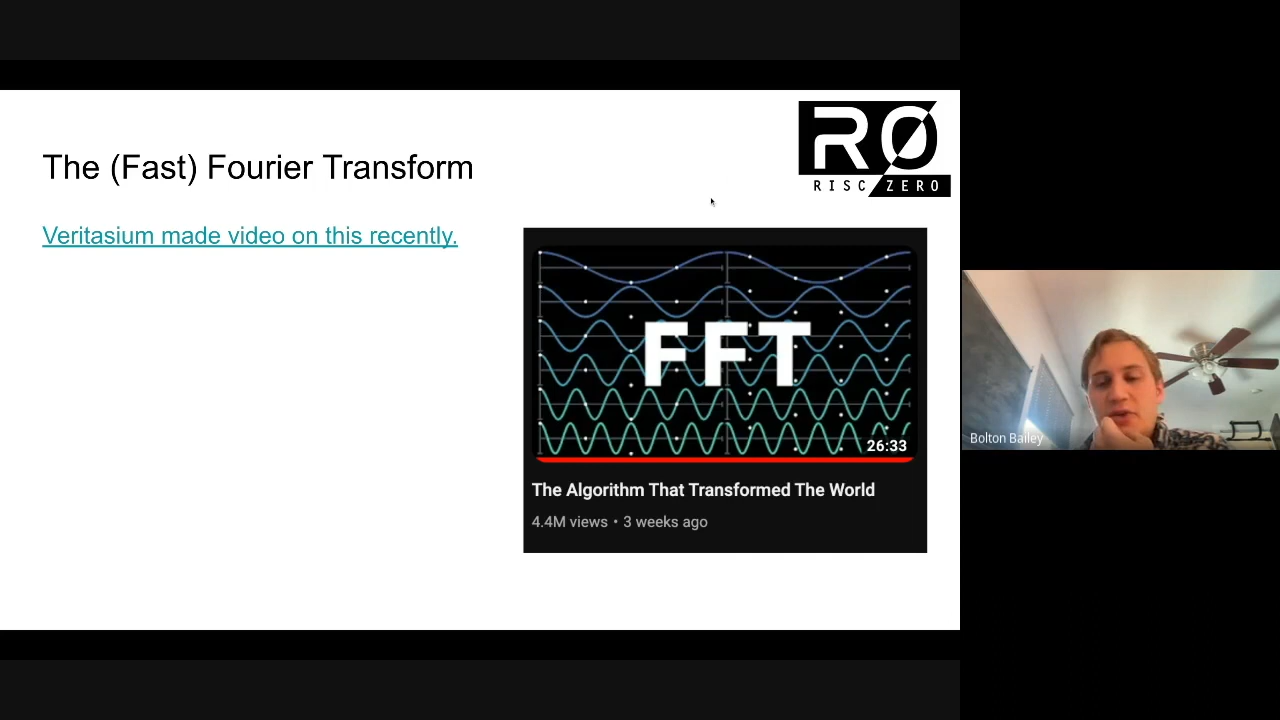 The (Fast) Fourier Transform
RØ
RISC ZERO
Veritasium made video on this recently.
FFT
26:33
The Algorithm That Transformed The World
4.4M views • 3 weeks ago
Bolton Bailey